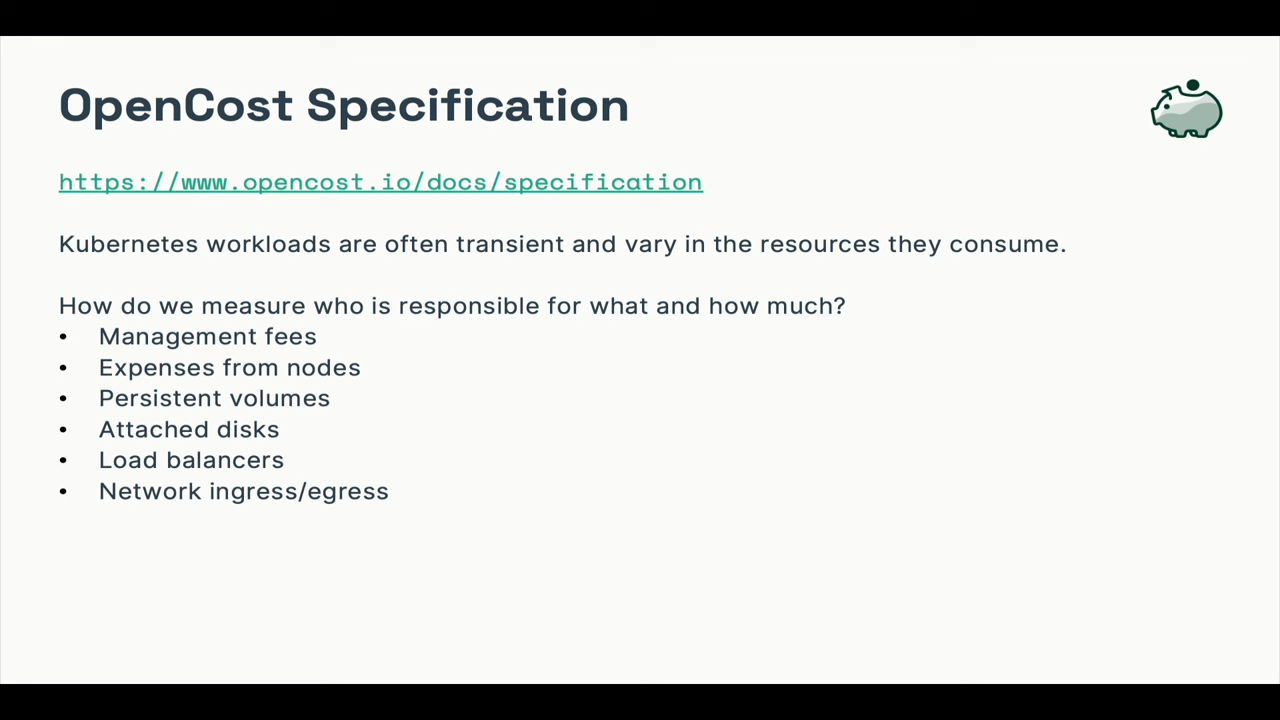 OpenCost Specification
https://www.opencost.io/docs/specification
Kubernetes workloads are often transient and vary in the resources they consume.
How do we measure who is responsible for what and how much?
• Management fees
• Expenses from nodes
• Persistent volumes
• Attached disks
• Load balancers
• Network ingress/egress